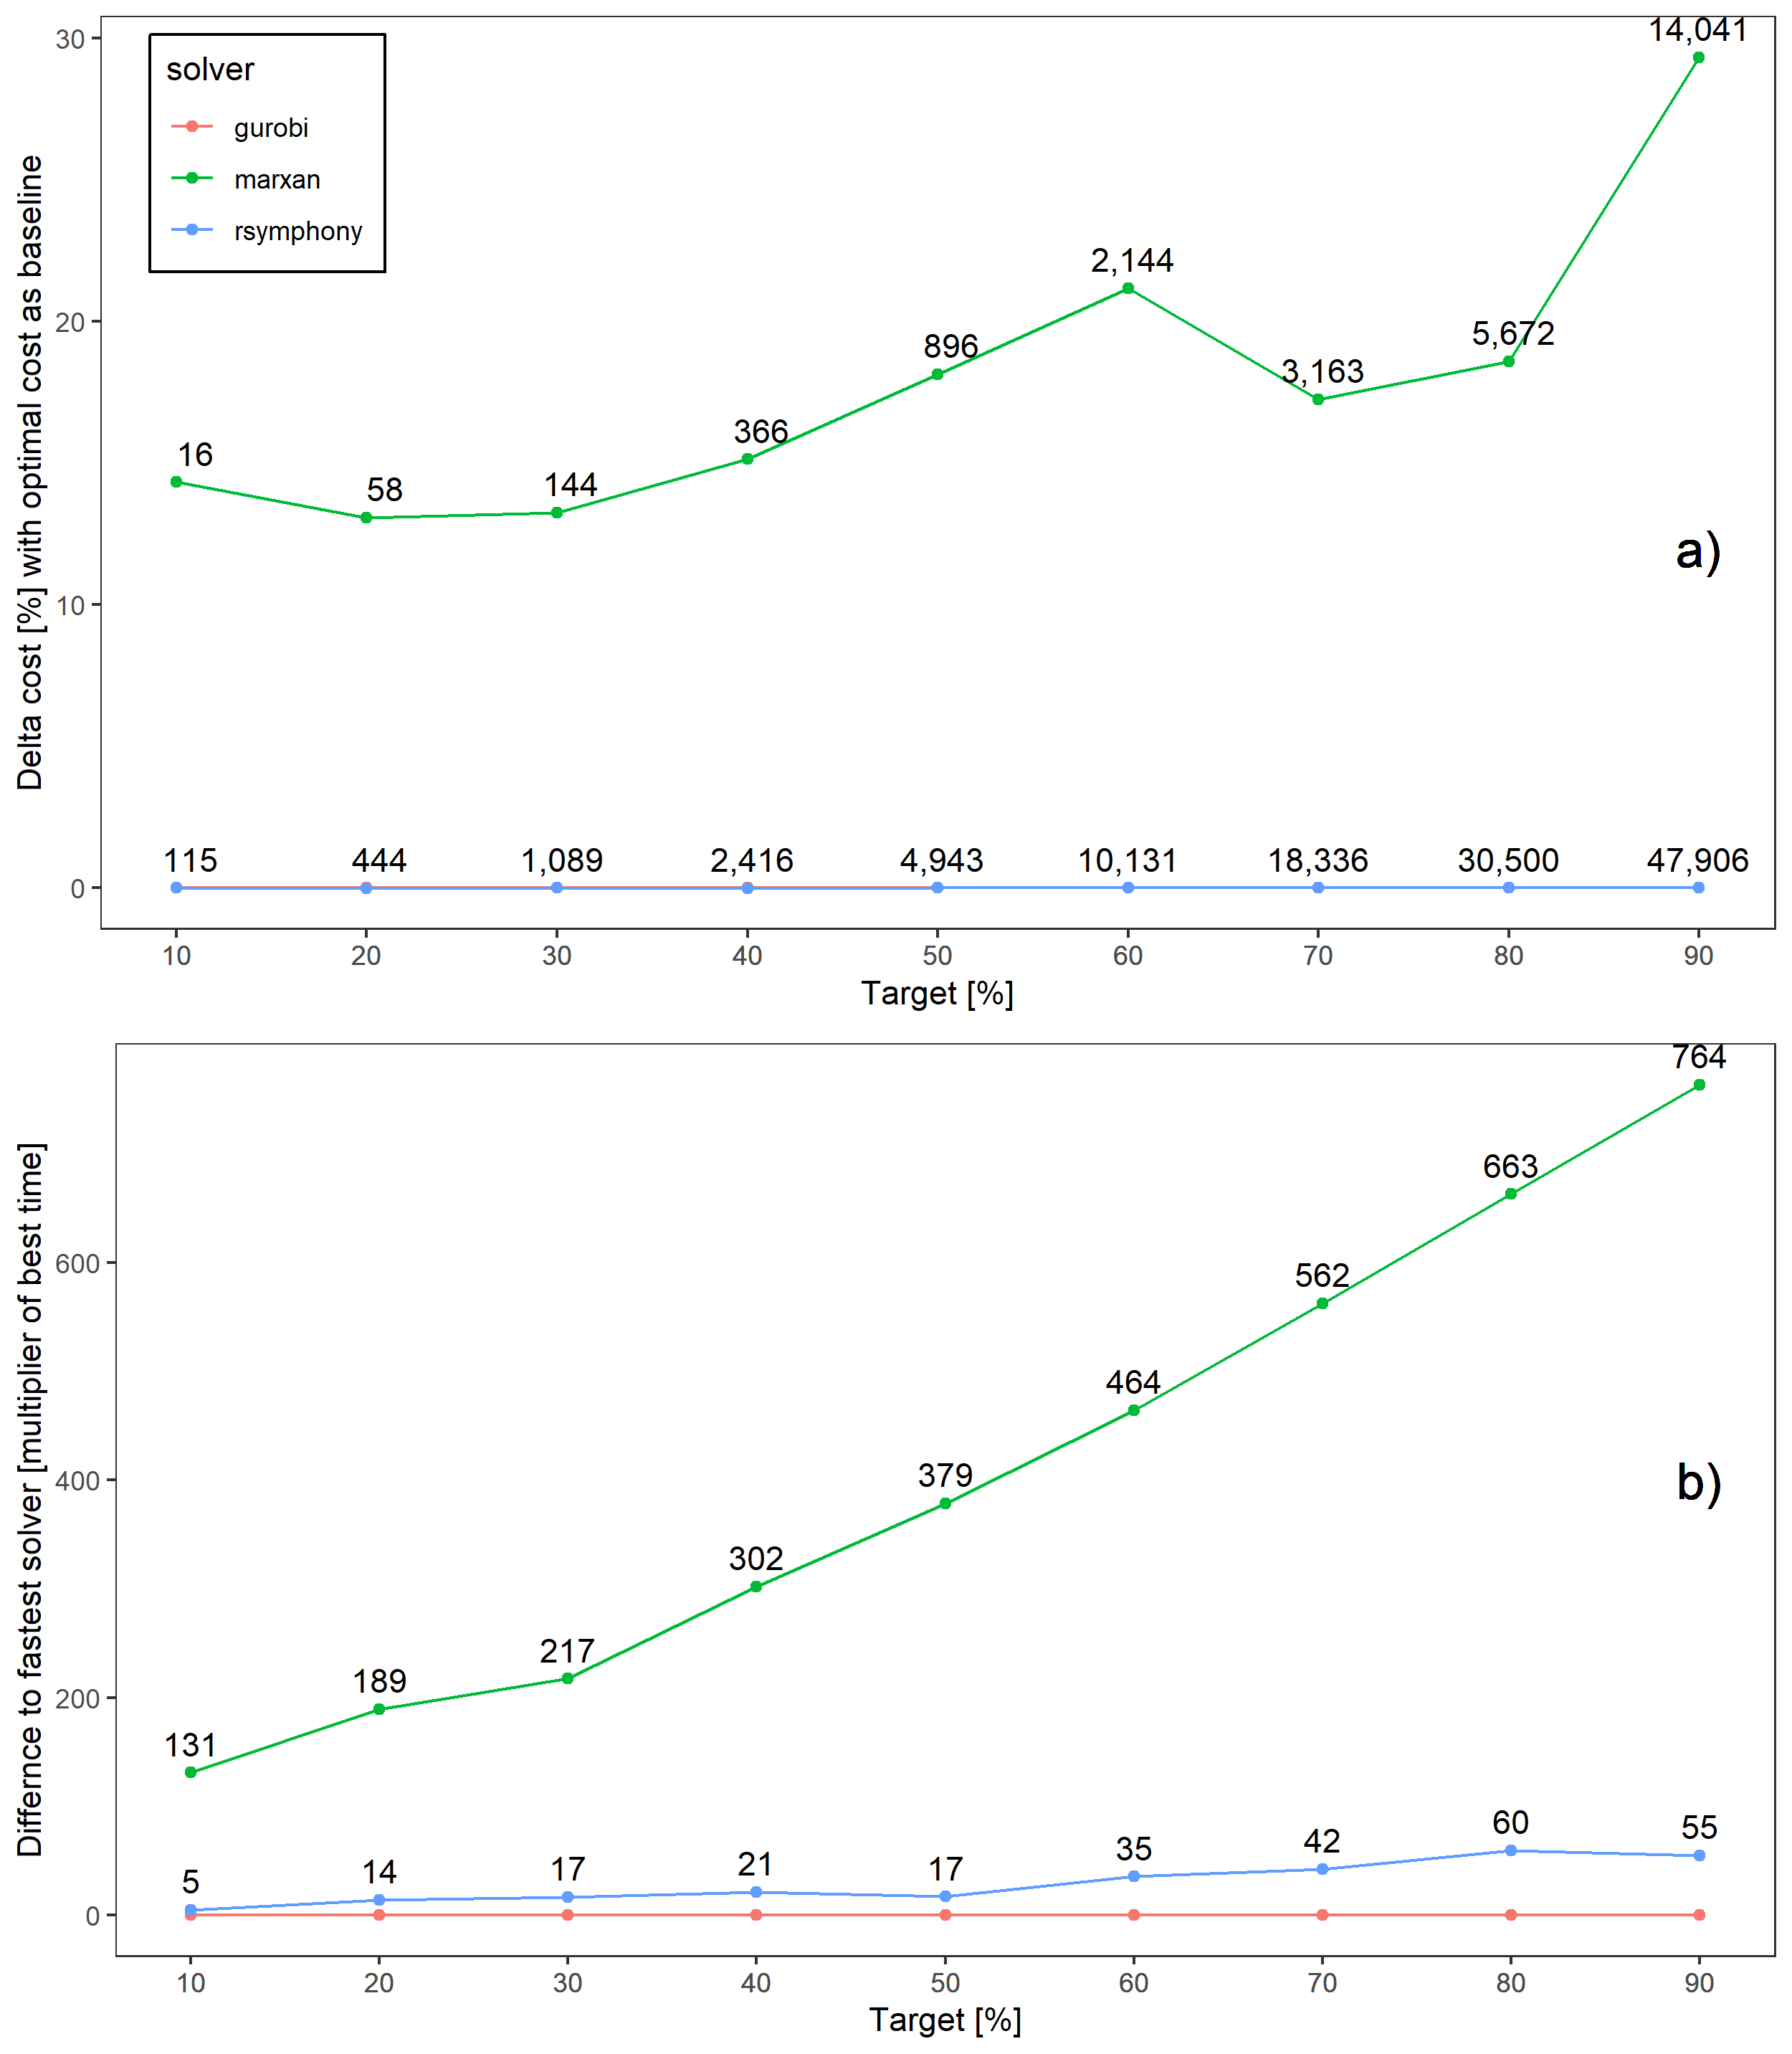 Delta cost [%] with optimal cost as baseline
30
20
10
0
solver
gurobi
marxan
rsymphony
16
58
144
366
896
2,144
3,163
5,672
14,041
a)
115 444 1,089 2,416 4,943 10,131 18,336 30,500 47,906
10 20 30 40 50 60 70 80 90
Target [%]
Differnce to fastest solver [multiplier of best time]
600
400
200
0
131
189
217
302
379
464
562
663
764
b)
5 14 17 21 17 35 42 60 55
10 20 30 40 50 60 70 80 90
Target [%]